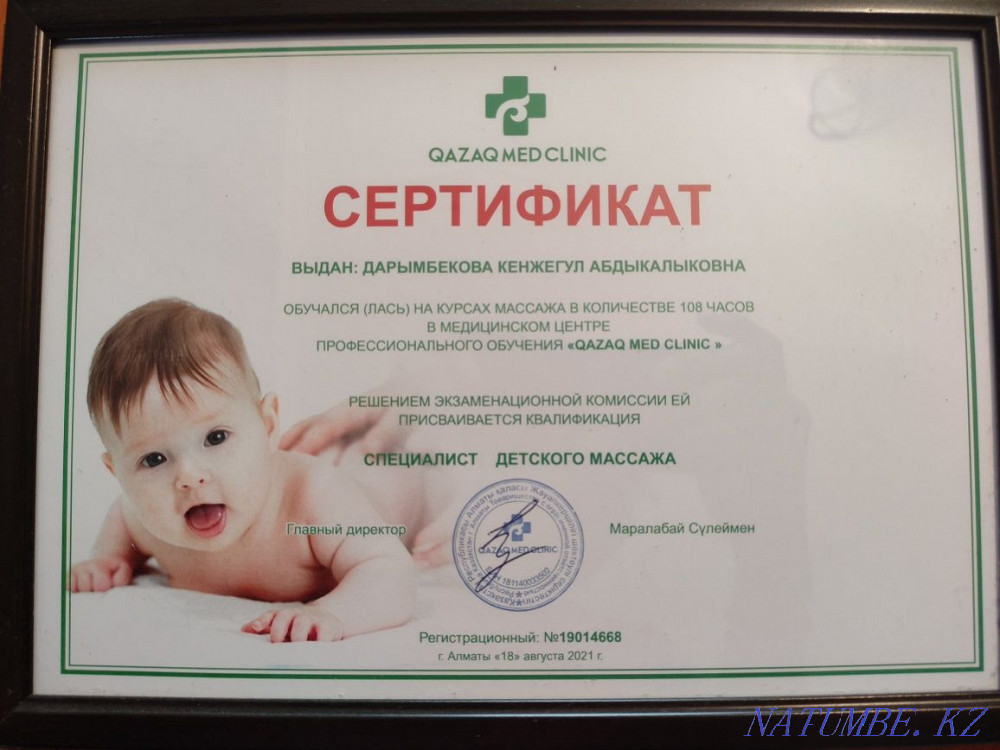 QAZAQ MED CLINIC
СЕРТИФИКАТ
ВЫДАН: ДАРЫМБЕКОВА КЕНЖЕГУЛ АБДЫКАЛЫКОВНА
ОБУЧАЛСЯ (ЛАСЬ) НА КУРСАХ МАССАЖА В КОЛИЧЕСТВЕ 108 ЧАСОВ
В МЕДИЦИНСКОМ ЦЕНТРЕ
ПРОФЕССИОНАЛЬНОГО ОБУЧЕНИЯ «QAZAQ MED CLINIC »
РЕШЕНИЕМ ЭКЗАМЕНАЦИОННОЙ КОМИССИИ ЕЙ
ПРИСВАИВАЕТСЯ КВАЛИФИКАЦИЯ
СПЕЦИАЛИСТ ДЕТСКОГО МАССАЖА
Главный директор
QAZAQ MED CLINIC
Маралабай Сүлеймен
Регистрационный: №19014668
г. Алматы «18» августа 2021 г.
NATUMBE. KZ